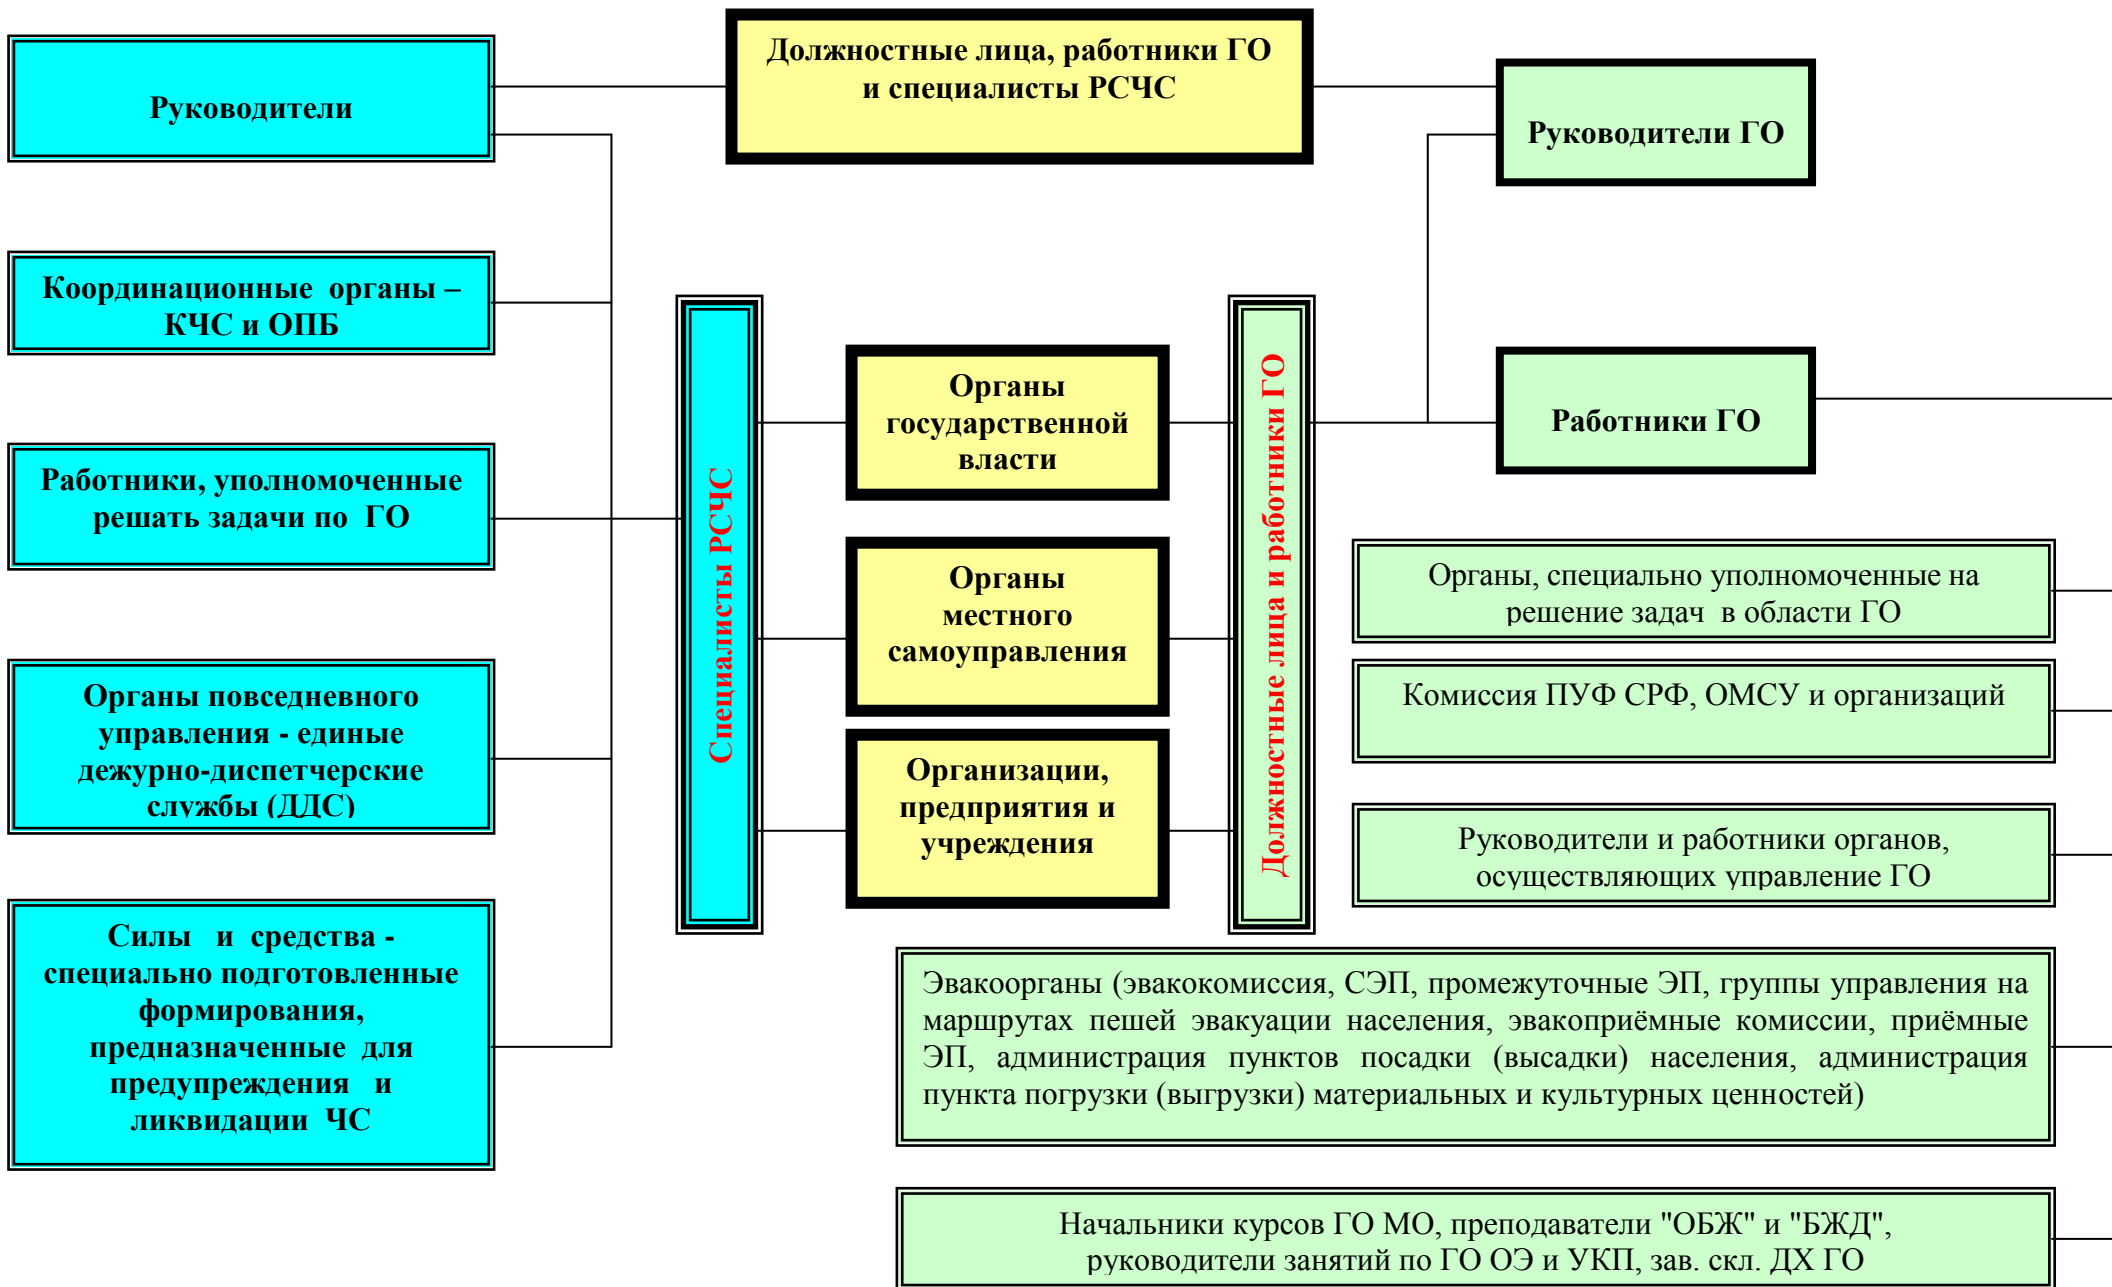 Должностные лица, работники ГО
и специалисты РСЧС
Руководители
Руководители ГО
Координационные органы –
КЧС и ОПБ
Работники, уполномоченные
решать задачи по ГО
Органы повседневного
управления - единые
дежурно-диспетчерские
службы (ДДС)
Силы и средства -
специально подготовленные
формирования,
предназначенные для
предупреждения и
ликвидации ЧС
Специалисты РСЧС
Органы
государственной
власти
Органы
местного
самоуправления
Организации,
предприятия и
учреждения
Должностные лица и работники ГО
Работники ГО
Органы, специально уполномоченные на
решение задач в области ГО
Комиссия ПУФ СРФ, ОМСУ и организаций
Руководители и работники органов,
осуществляющих управление ГО
Эвакоорганы (эвакокомиссия, СЭП, промежуточные ЭП, группы управления на
маршрутах пешей эвакуации населения, эвакоприёмные комиссии, приёмные
ЭП, администрация пунктов посадки (высадки) населения, администрация
пункта погрузки (выгрузки) материальных и культурных ценностей)
Начальники курсов ГО МО, преподаватели "ОБЖ" и "БЖД",
руководители занятий по ГО ОЭ и УКП, зав. скл. ДХ ГО